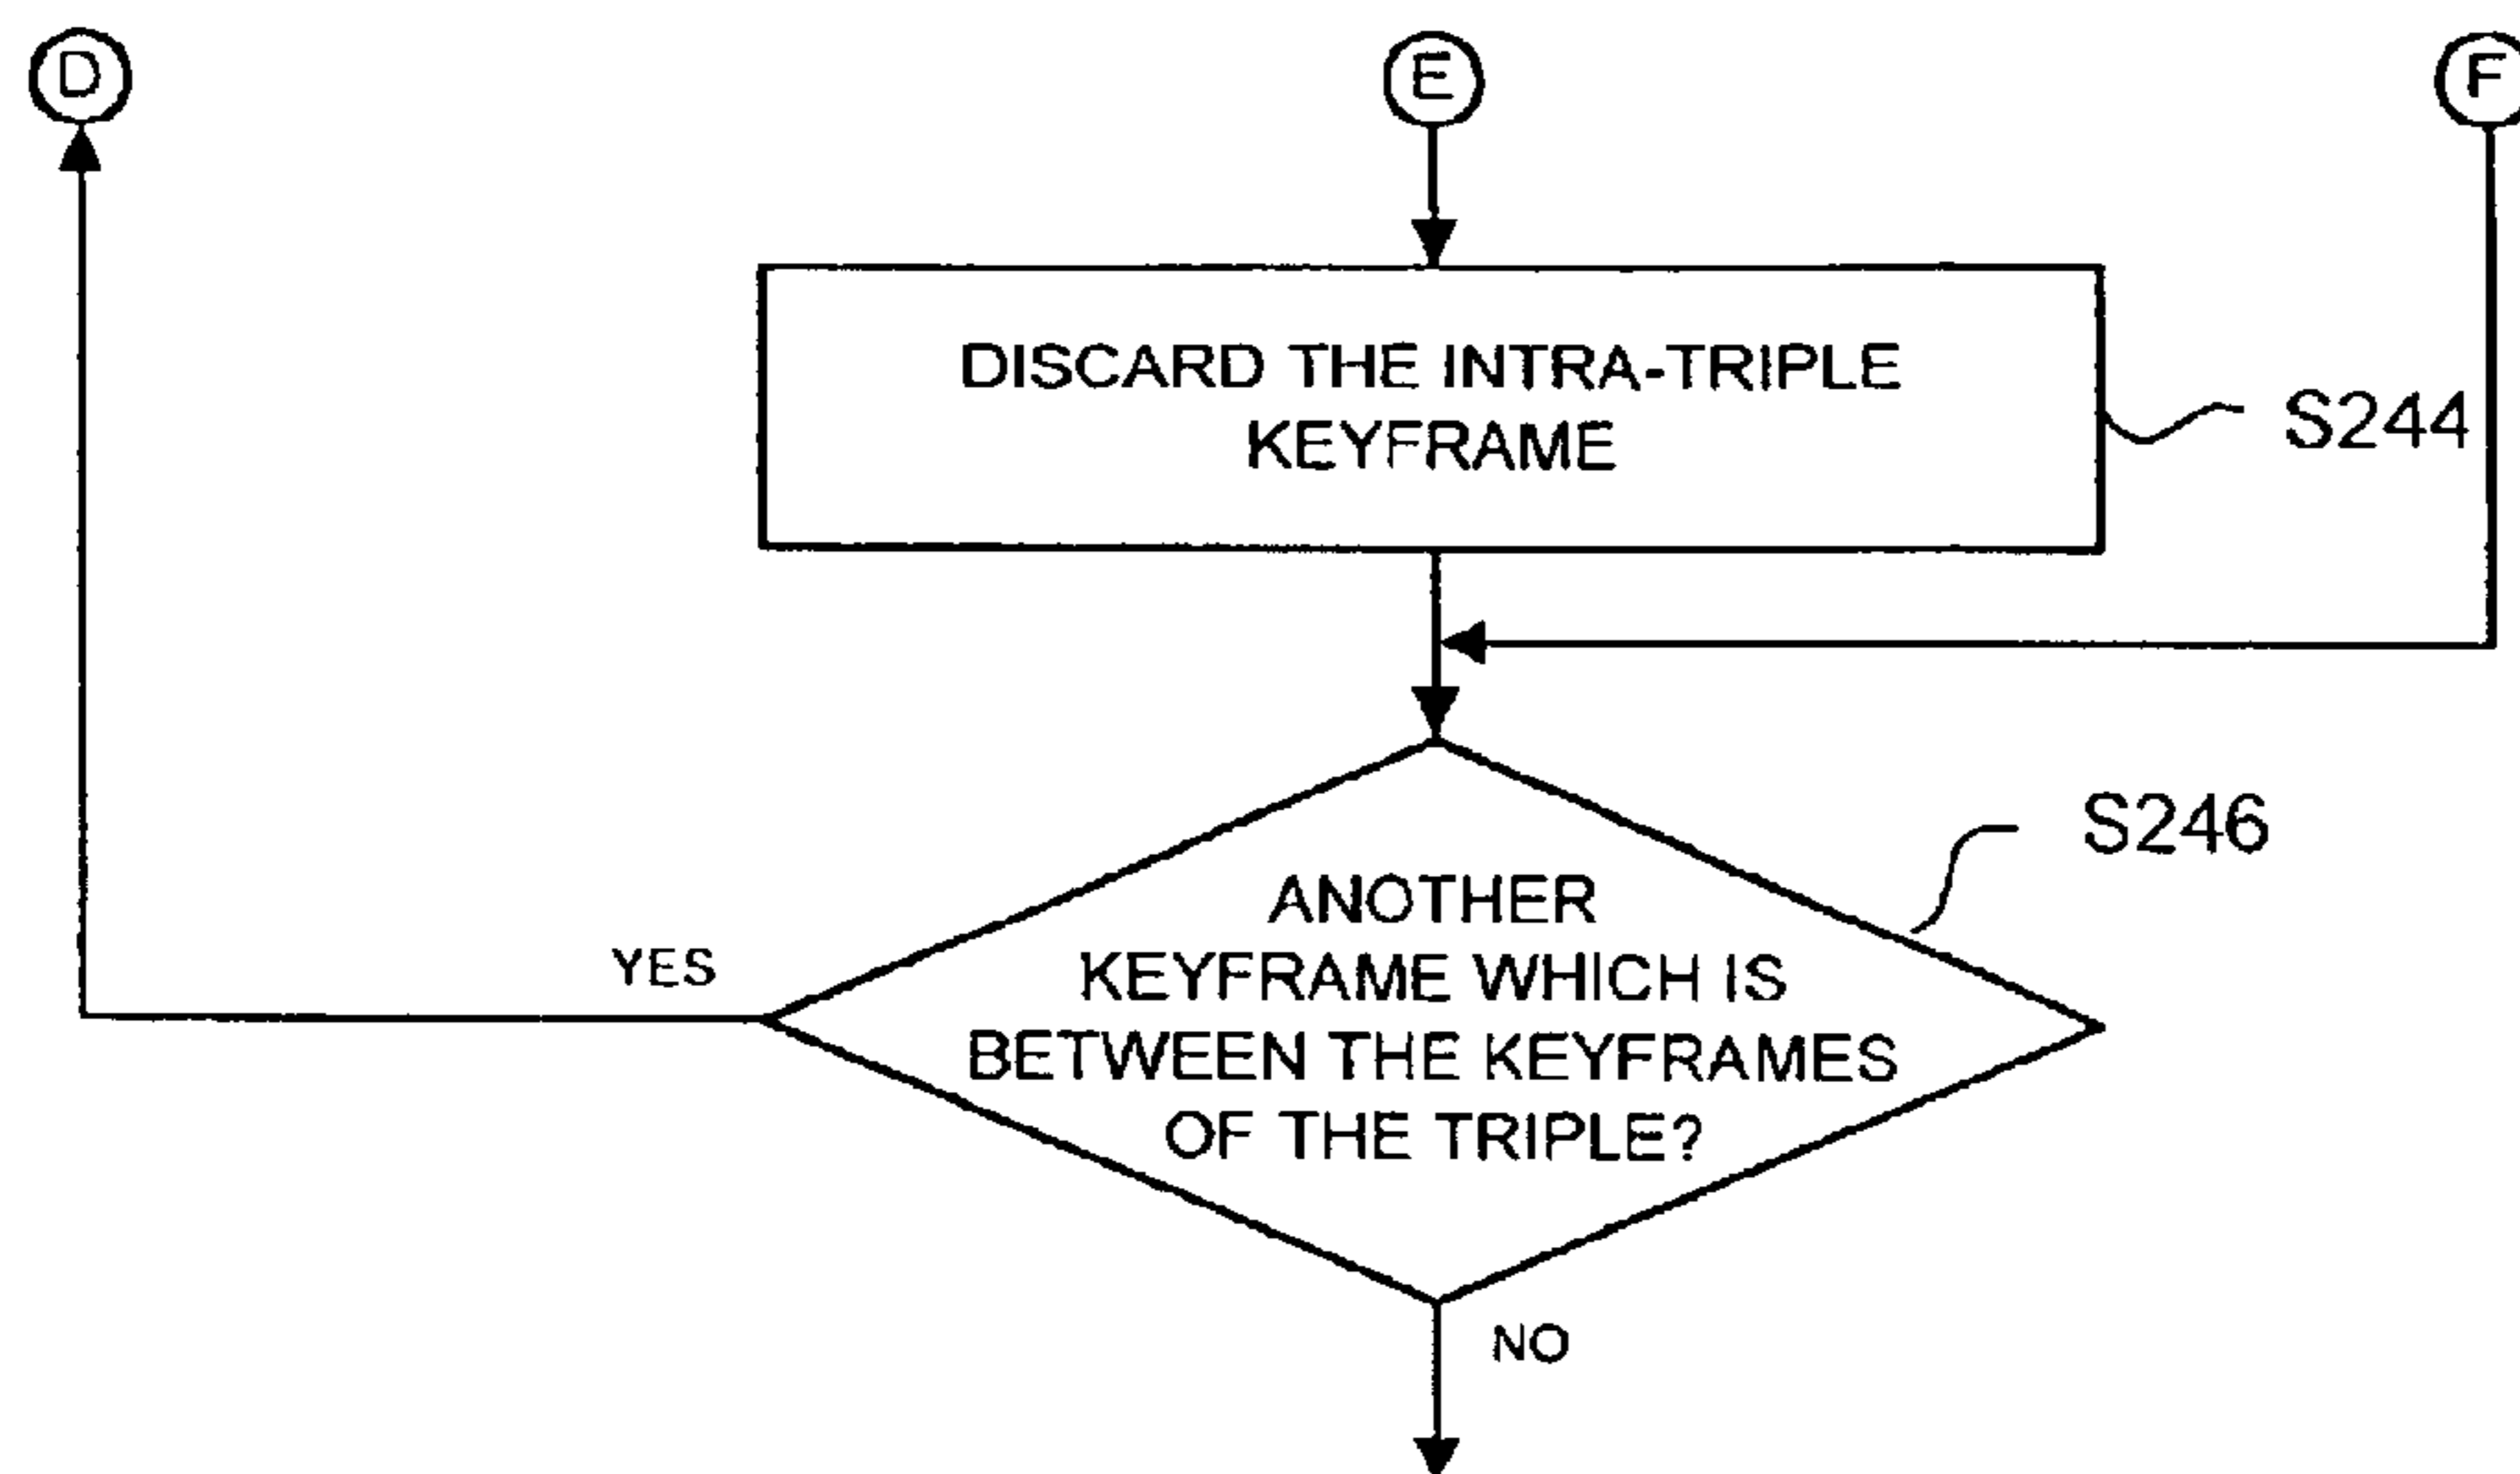 D
E
F
DISCARD THE INTRA-TRIPLE
KEYFRAME
S244
S246
ANOTHER
KEYFRAME WHICH IS
BETWEEN THE KEYFRAMES
OF THE TRIPLE?
YES
NO